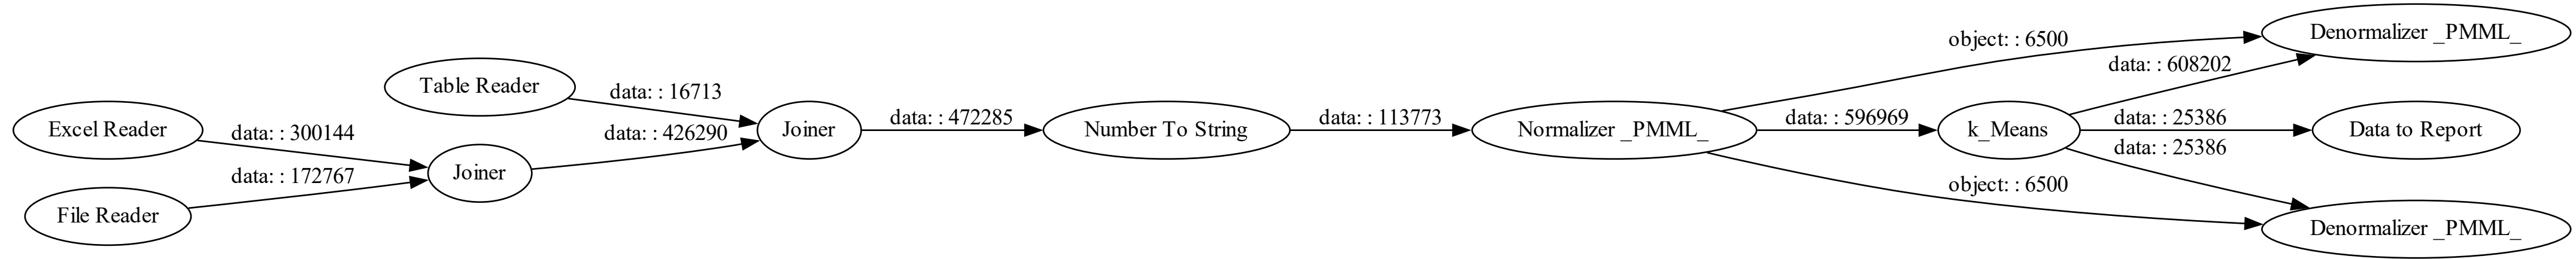 Excel Reader
File Reader
data: : 300144
data: : 172767
Table Reader
Joiner
data: : 16713
data: : 426290
Joiner
data: : 472285
Number To String
data: : 113773
Normalizer _PMML_
object: : 6500
data: : 596969
object: : 6500
k_Means
data: : 608202
data: : 25386
data: : 25386
Denormalizer _PMML_
Data to Report
Denormalizer _PMML_